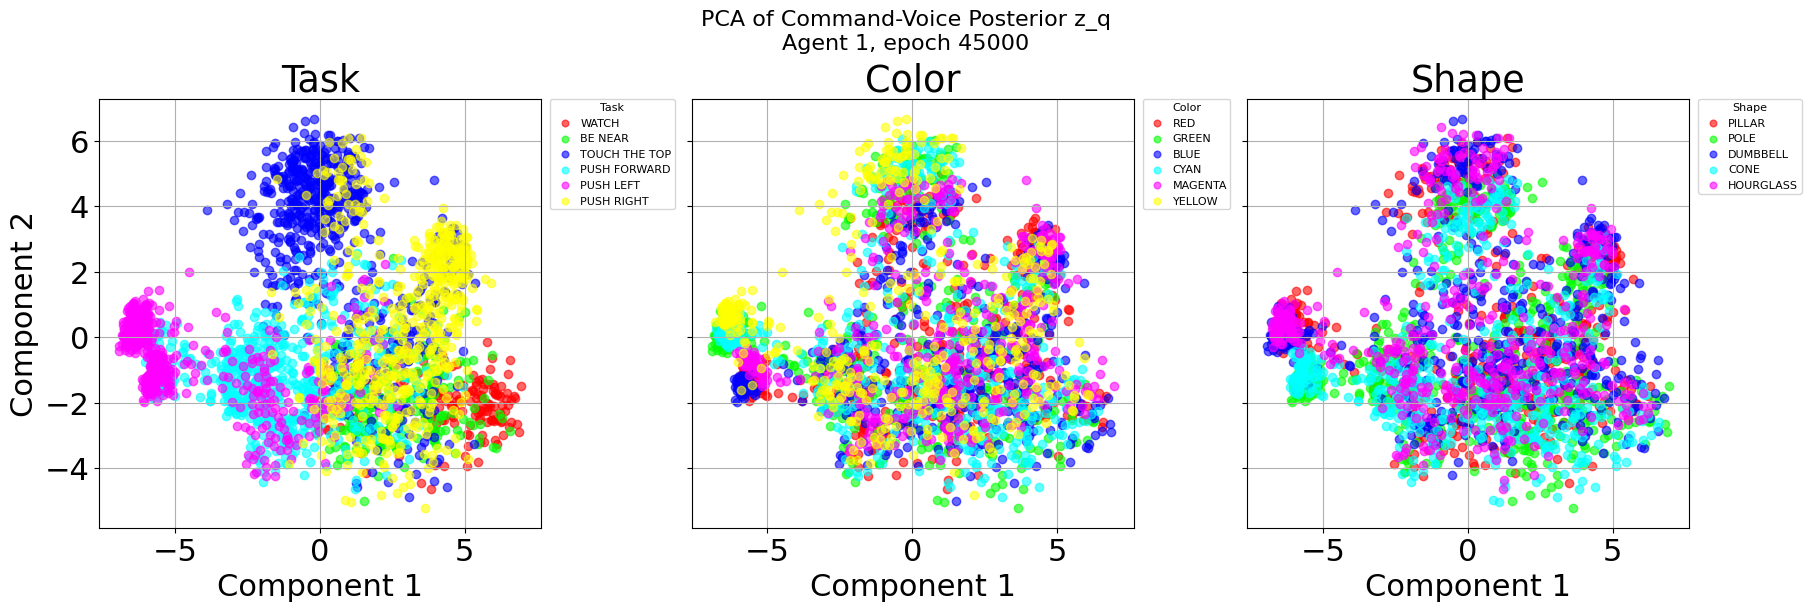 PCA of Command-Voice Posterior z_q
Agent 1, epoch 45000
Task
Component 2
6
4
2
0
−2
−4
−5 0 5
Component 1
Task
WATCH
BE NEAR
TOUCH THE TOP
PUSH FORWARD
PUSH LEFT
PUSH RIGHT
Color
−5 0 5
Component 1
Color
RED
GREEN
BLUE
CYAN
MAGENTA
YELLOW
Shape
−5 0 5
Component 1
Shape
PILLAR
POLE
DUMBBELL
CONE
HOURGLASS